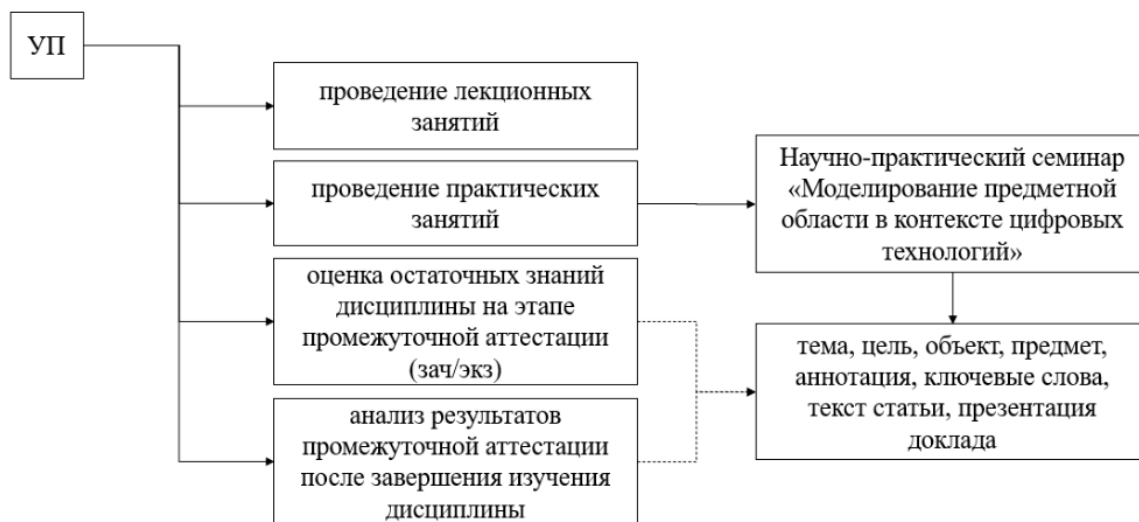 УП
проведение лекционных
занятий
проведение практических
занятий
оценка остаточных знаний
дисциплины на этапе
промежуточной аттестации
(зач/экз)
анализ результатов
промежуточной аттестации
после завершения изучения
дисциплины
Научно-практический семинар
«Моделирование предметной
области в контексте цифровых
технологий»
тема, цель, объект, предмет,
аннотация, ключевые слова,
текст статьи, презентация
доклада